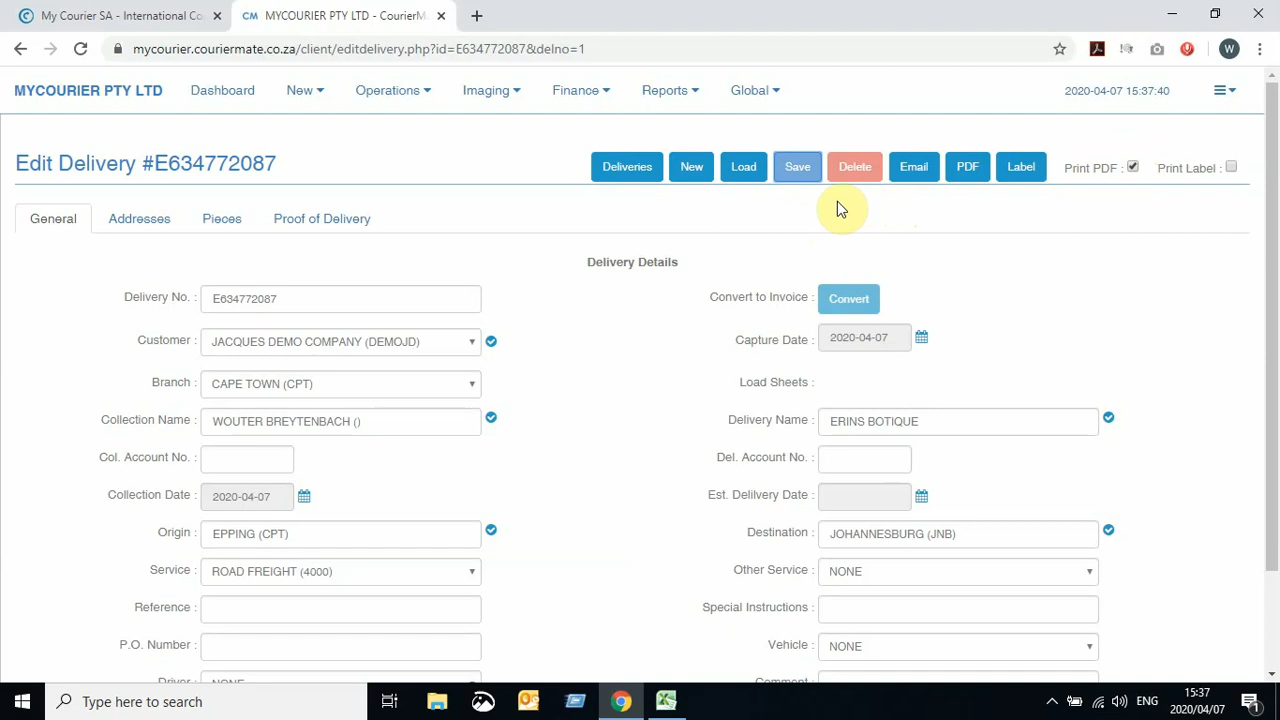 My Courier SA - International Co
MYCOURIER PTY LTD - CourierMa
mycourier.couriermate.co.za/client/editdelivery.php?id=E634772087&delno=1
W
MYCOURIER PTY LTD Dashboard New Operations Imaging Finance Reports Global 2020-04-07 15:37:40
Edit Delivery #E634772087 Deliveries New Load Save Delete Email PDF Label Print PDF : Print Label :
General Addresses Pieces Proof of Delivery
Delivery Details
Delivery No. : E634772087 Convert to Invoice : Convert
Customer : JACQUES DEMO COMPANY (DEMOJD) Capture Date : 2020-04-07
Branch : CAPE TOWN (CPT) Load Sheets :
Collection Name : WOUTER BREYTENBACH () Delivery Name : ERINS BOTIQUE
Col. Account No. : Del. Account No. :
Collection Date : 2020-04-07 Est. Delilvery Date :
Origin : EPPING (CPT) Destination : JOHANNESBURG (JNB)
Service : ROAD FREIGHT (4000) Other Service : NONE
Reference : Special Instructions :
P.O. Number : Vehicle : NONE
Driver : NONE Comment :
Type here to search ENG 15:37
2020/04/07 1